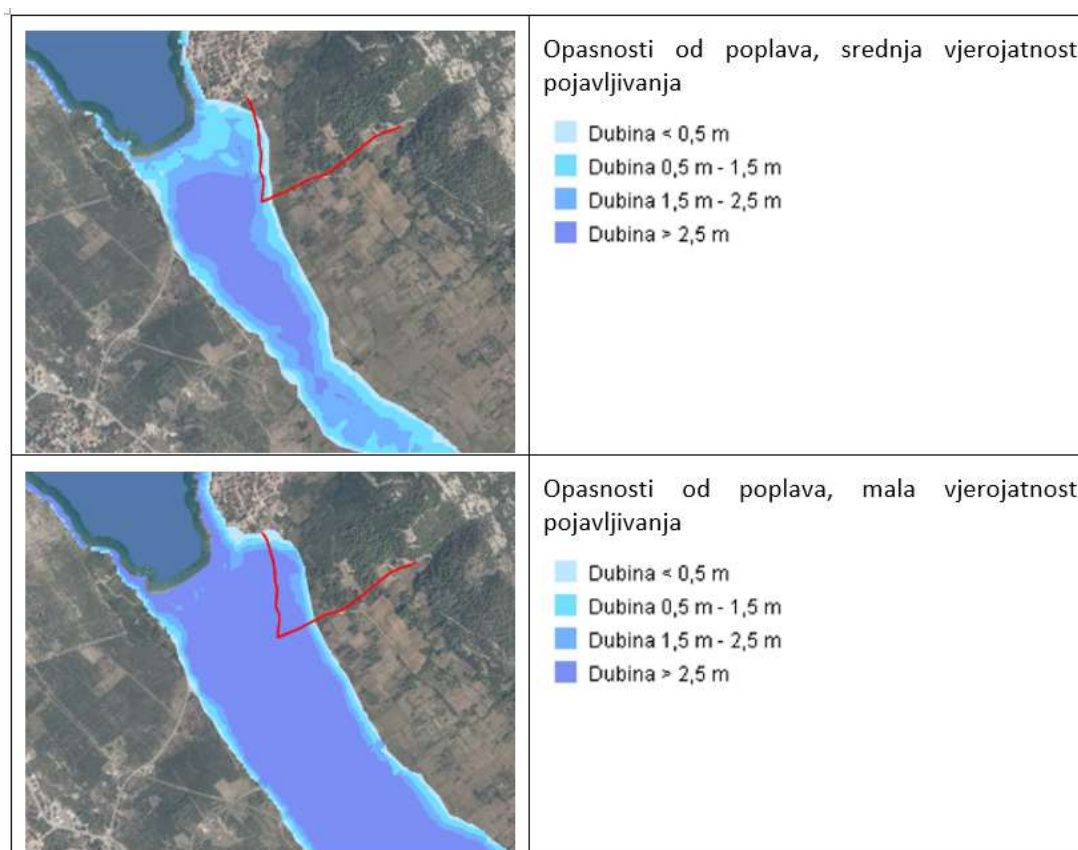 Opasnosti od poplava, srednja vjerojatnost
pojavljivanja
Dubina < 0,5 m
Dubina 0,5 m - 1,5 m
Dubina 1,5 m - 2,5 m
Dubina > 2,5 m
Opasnosti od poplava, mala vjerojatnost
pojavljivanja
Dubina < 0,5 m
Dubina 0,5 m - 1,5 m
Dubina 1,5 m - 2,5 m
Dubina > 2,5 m